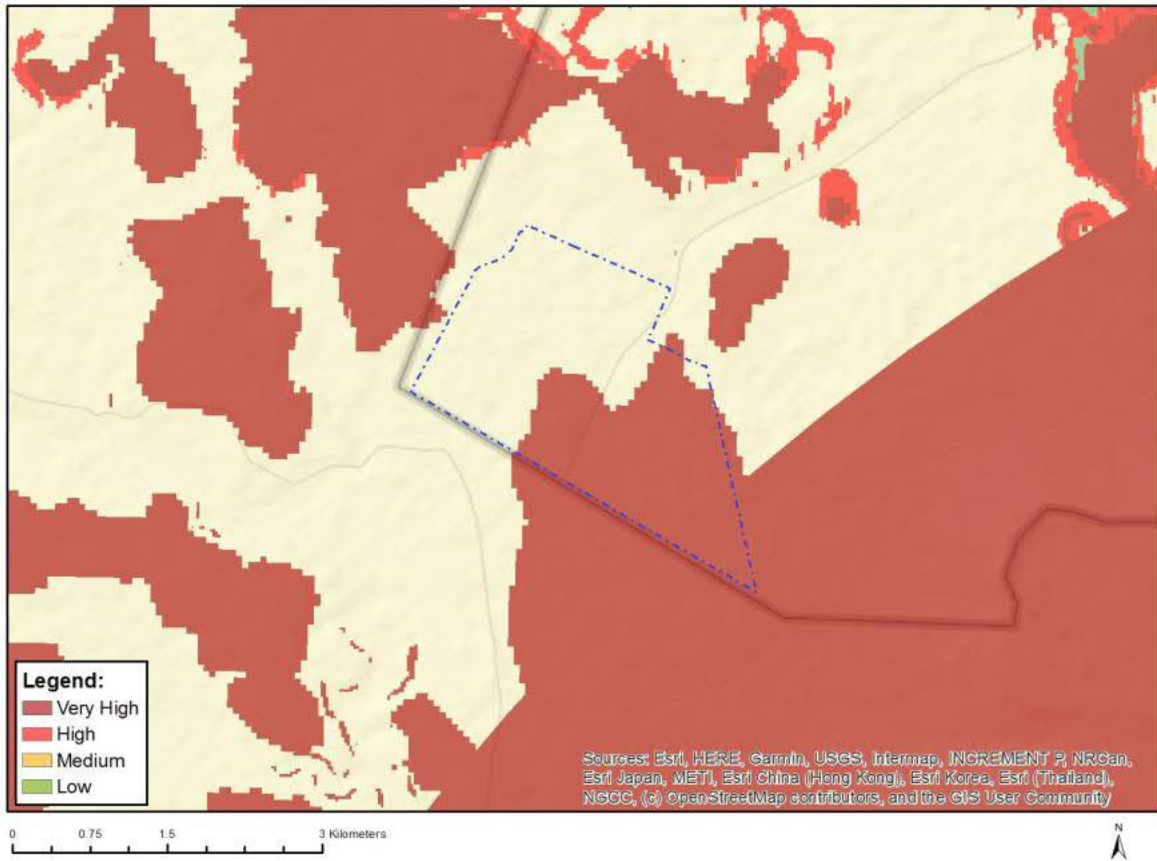 Legend:
Very High
High
Medium
Low
Sources: Esri, HERE, Garmin, USGS, Intermap, INCREMENT P, NRCan,
Esri Japan, METI, Esri China (Hong Kong), Esri Korea, Esri (Thailand),
NGCC, (c) OpenStreetMap contributors, and the GIS User Community
0 0.75 1.5 3 Kilometers
N